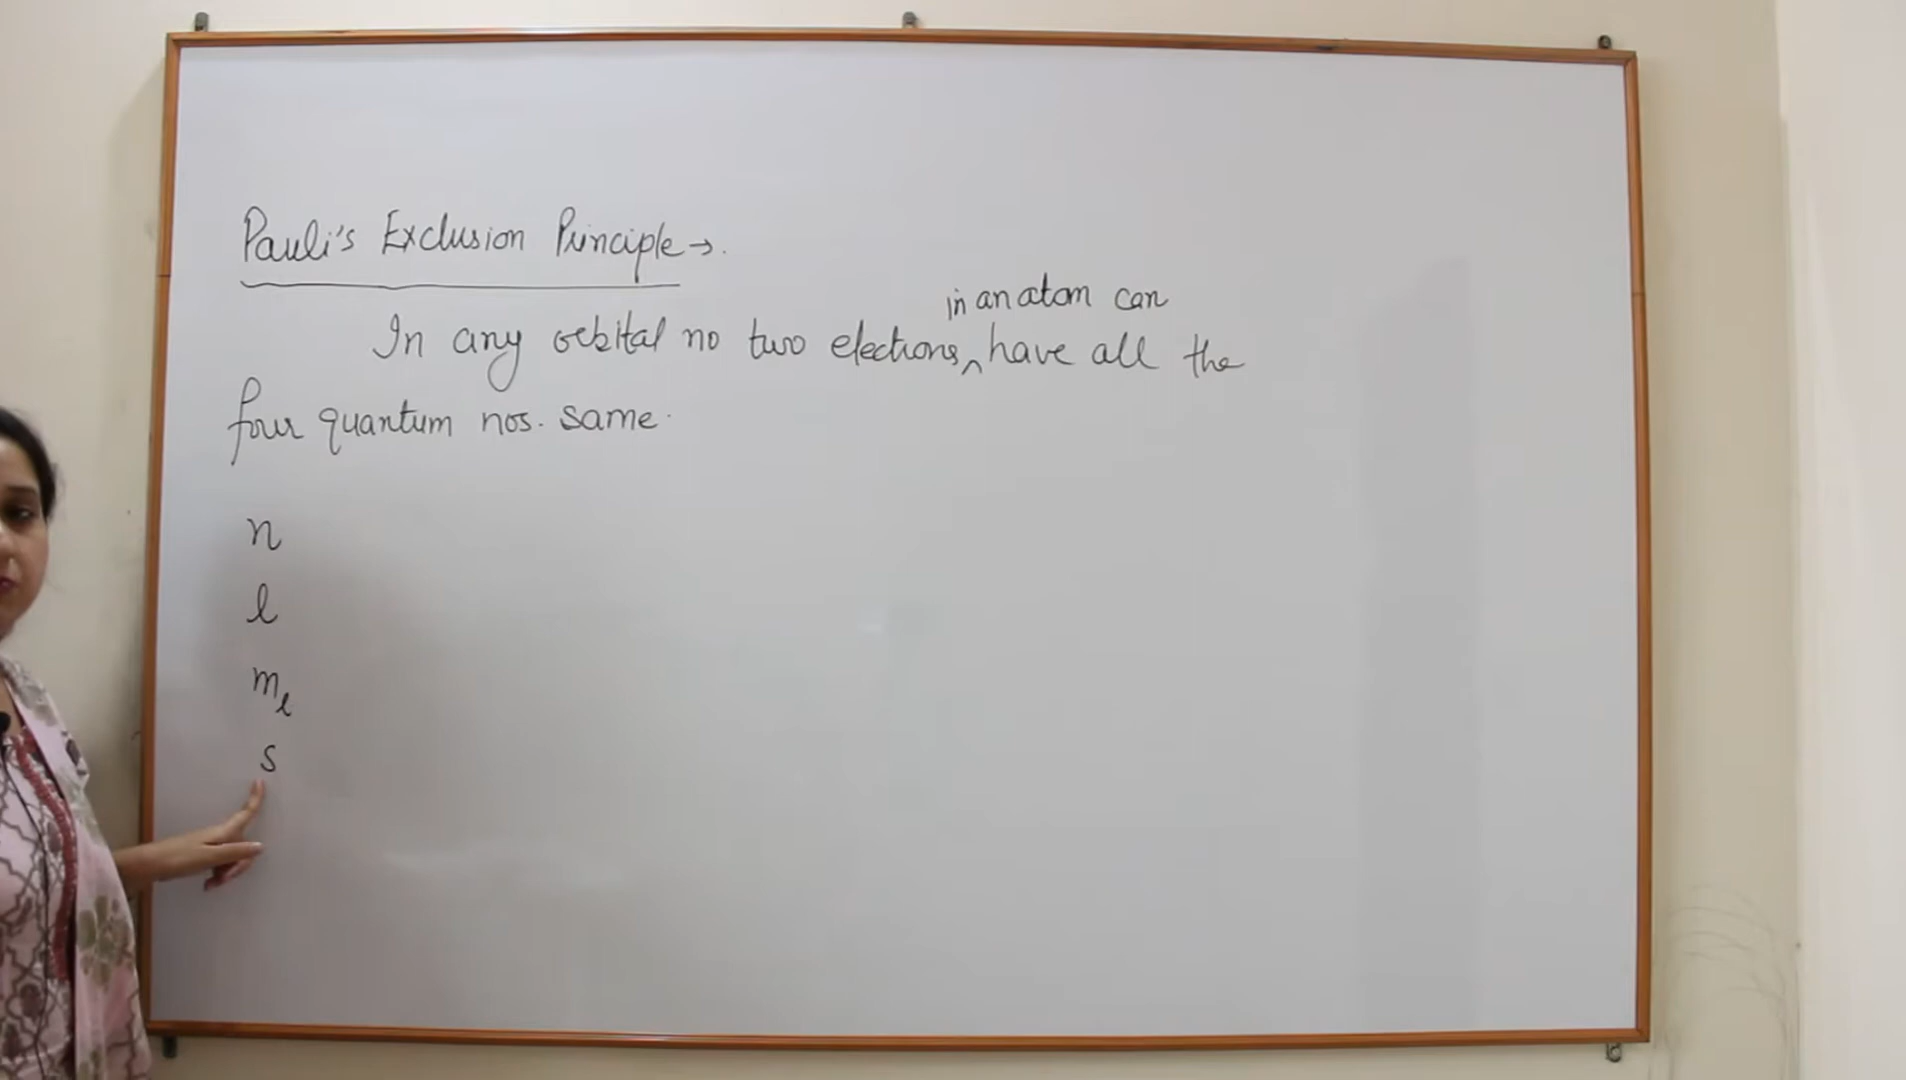 Pauli's Exclusion Principle →.
in an atom can
In any orbital no two electrons, ^ have all the
four quantum nos. same.
n
l
mₗ
s